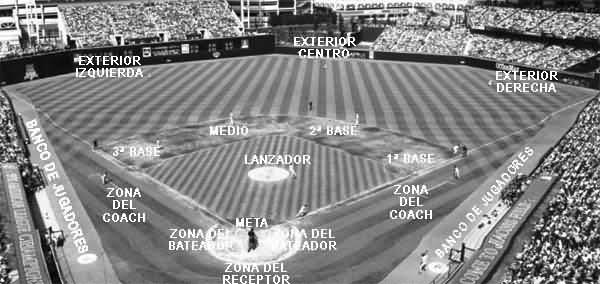 EXTERIOR
CENTRO
EXTERIOR
IZQUIERDA
EXTERIOR
DERECHA
MEDIO
2ª BASE
3ª BASE
1ª BASE
LANZADOR
BANCO DE JUGADORES
BANCO DE JUGADORES
ZONA
DEL
COACH
ZONA
DEL
COACH
META
ZONA DEL
BATEADOR
ZONA DEL
BATEADOR
ZONA DEL
RECEPTOR